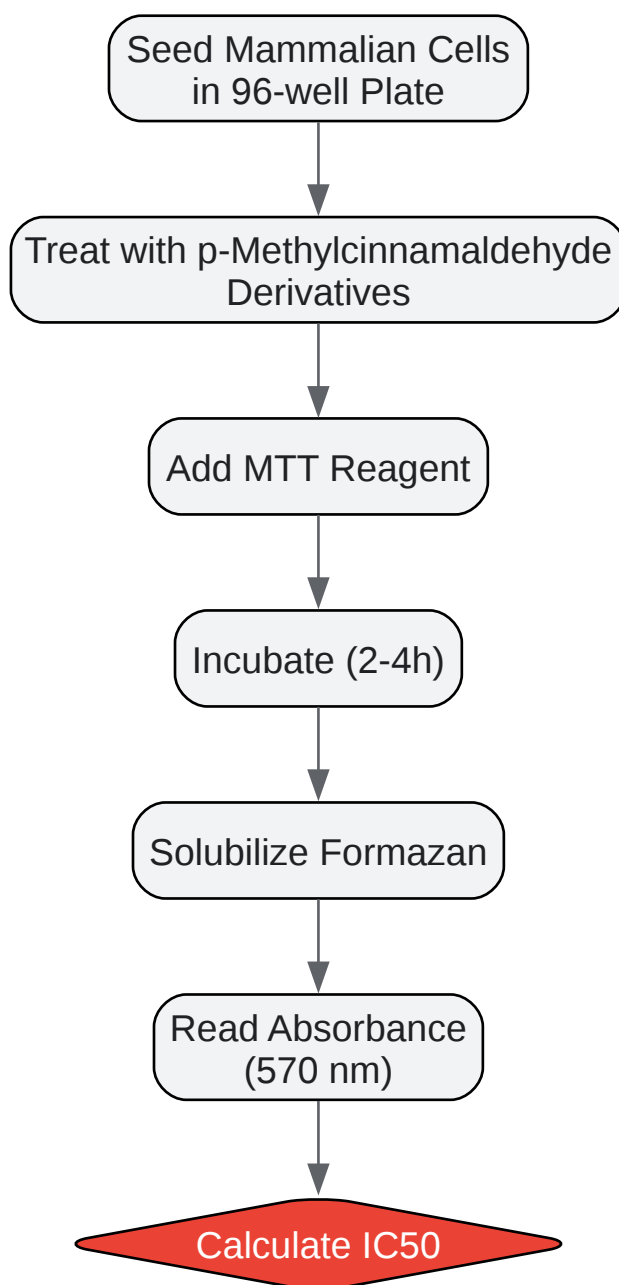 Seed Mammalian Cells
in 96-well Plate
Treat with p-Methylcinnamaldehyde
Derivatives
Add MTT Reagent
Incubate (2-4h)
Solubilize Formazan
Read Absorbance
(570 nm)
Calculate IC50